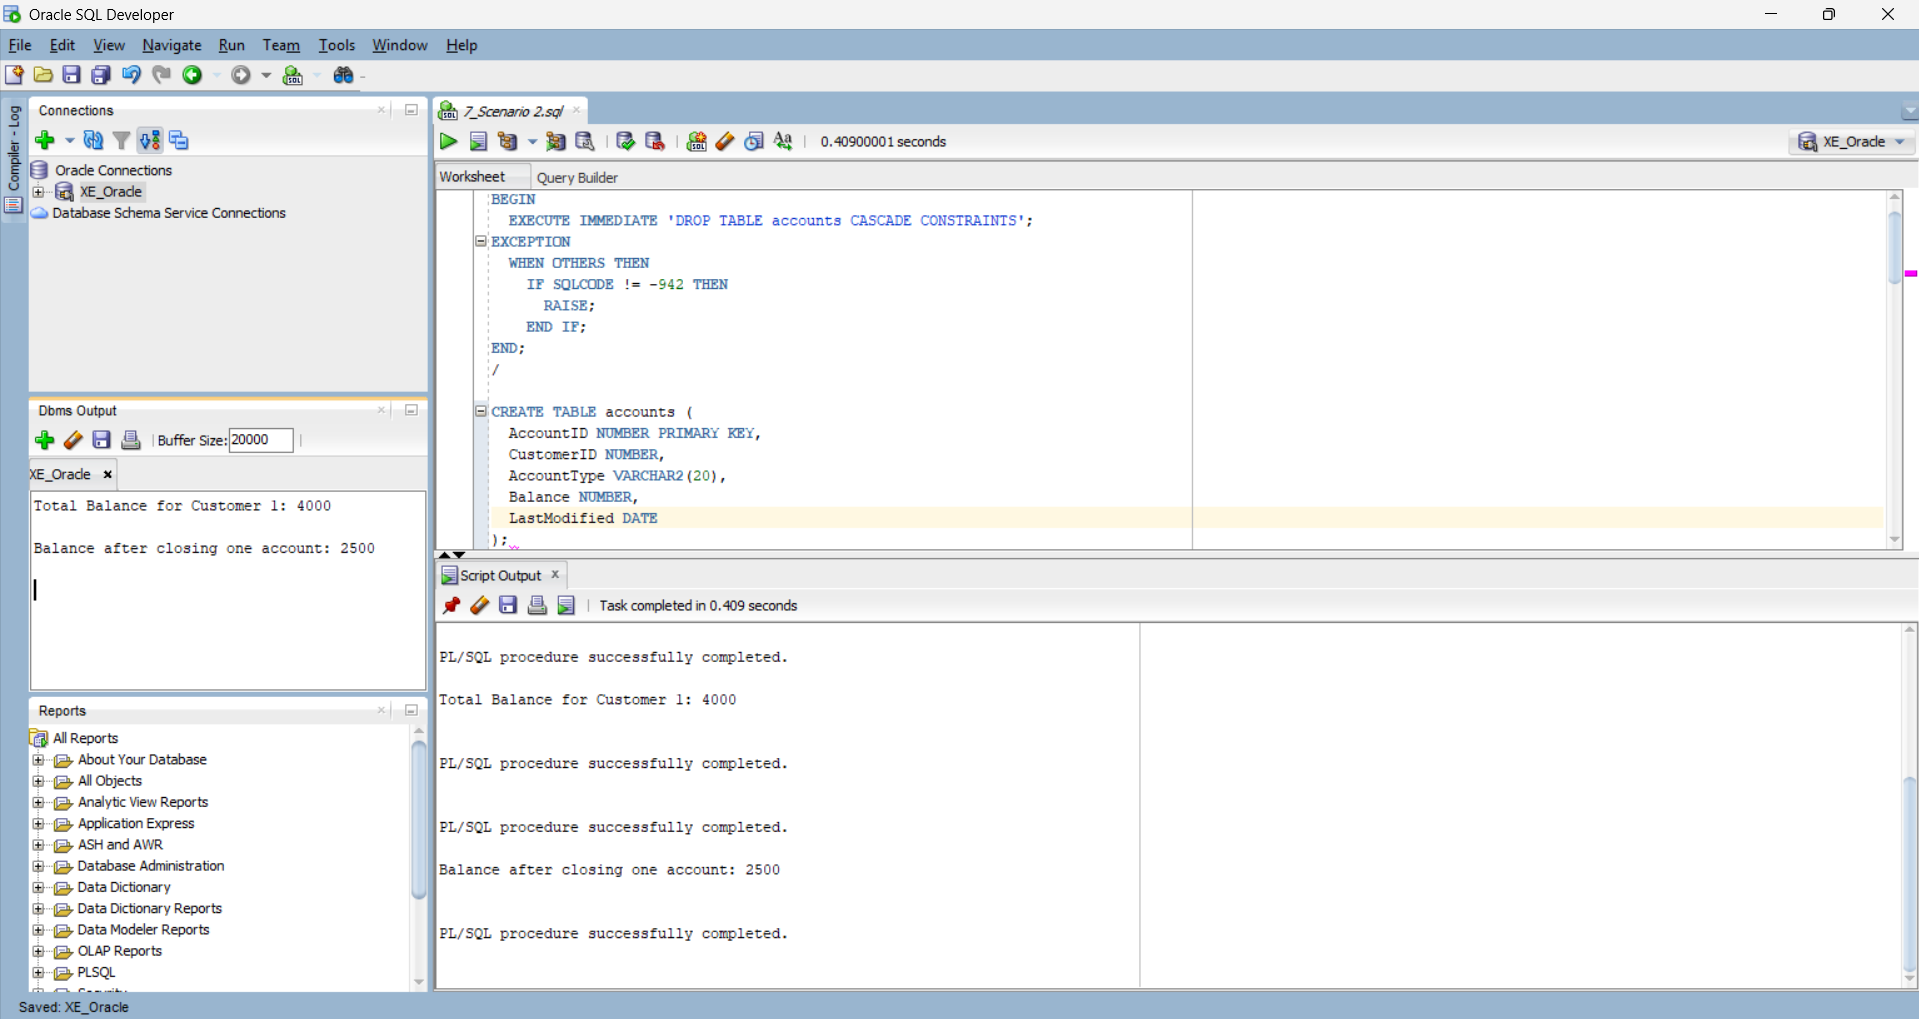 Oracle SQL Developer
File Edit View Navigate Run Team Tools Window Help
Compiler - Log
Connections
Oracle Connections
XE_Oracle
Database Schema Service Connections
Dbms Output
Buffer Size: 20000
XE_Oracle
Total Balance for Customer 1: 4000
Balance after closing one account: 2500
Reports
All Reports
About Your Database
All Objects
Analytic View Reports
Application Express
ASH and AWR
Database Administration
Data Dictionary
Data Dictionary Reports
Data Modeler Reports
OLAP Reports
PLSQL
7_Scenario 2.sql
0.40900001 seconds
XE_Oracle
Worksheet Query Builder
BEGIN
EXECUTE IMMEDIATE 'DROP TABLE accounts CASCADE CONSTRAINTS';
EXCEPTION
WHEN OTHERS THEN
IF SQLCODE != -942 THEN
RAISE;
END IF;
END;
/
CREATE TABLE accounts (
AccountID NUMBER PRIMARY KEY,
CustomerID NUMBER,
AccountType VARCHAR2(20),
Balance NUMBER,
LastModified DATE
);
Script Output
Task completed in 0.409 seconds
PL/SQL procedure successfully completed.
Total Balance for Customer 1: 4000
PL/SQL procedure successfully completed.
PL/SQL procedure successfully completed.
Balance after closing one account: 2500
PL/SQL procedure successfully completed.
Saved: XE_Oracle